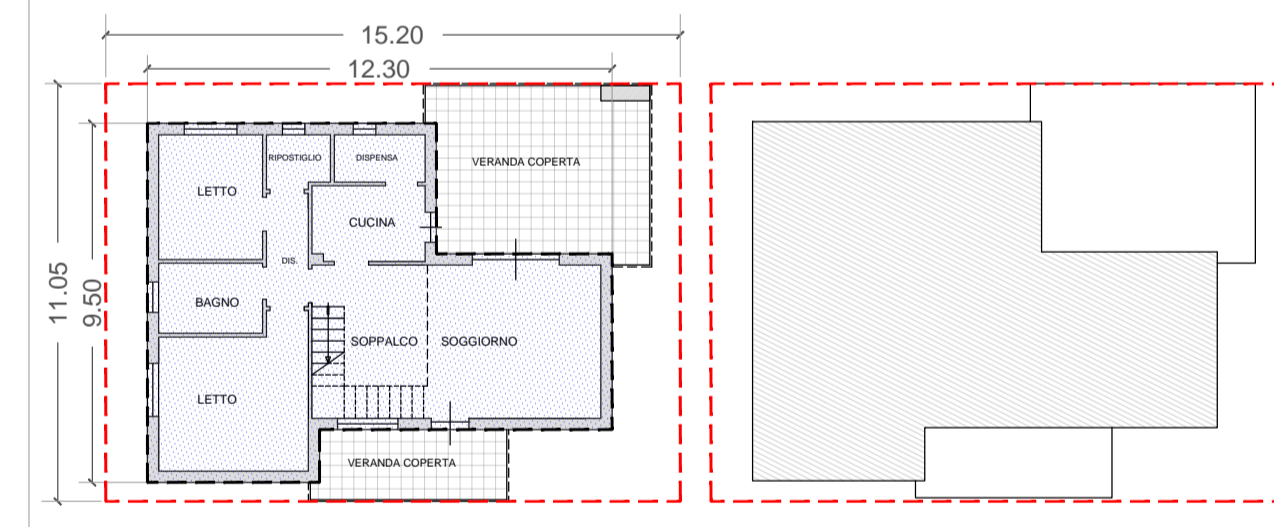 15.20
12.30
11.05
9.50
RIPOSTIGLIO
DISPENSA
VERANDA COPERTA
LETTO
CUCINA
DIS.
BAGNO
SOPPALCO
SOGGIORNO
LETTO
VERANDA COPERTA